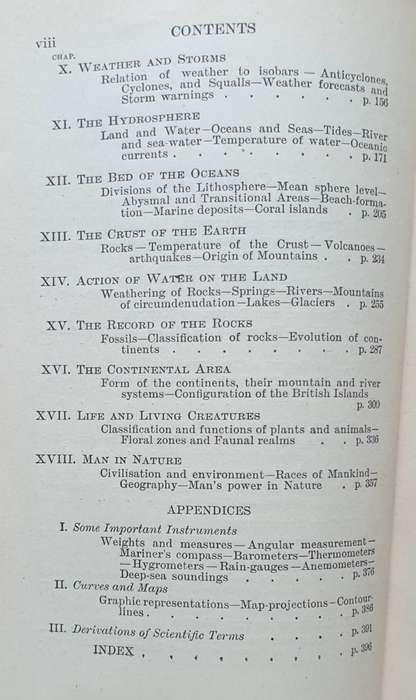 viii CONTENTS
CHAP.
X. WEATHER AND STORMS
Relation of weather to isobars — Anticyclones,
Cyclones, and Squalls—Weather forecasts and
Storm warnings . . . . . . p. 156
XI. THE HYDROSPHERE
Land and Water—Oceans and Seas—Tides—River
and sea-water—Temperature of water—Oceanic
currents . . . . . . . p. 171
XII. THE BED OF THE OCEANS
Divisions of the Lithosphere—Mean sphere level—
Abysmal and Transitional Areas—Beach-forma-
tion—Marine deposits—Coral islands . p. 205
XIII. THE CRUST OF THE EARTH
Rocks — Temperature of the Crust — Volcanoes—
arthquakes—Origin of Mountains . . p. 234
XIV. ACTION OF WATER ON THE LAND
Weathering of Rocks—Springs—Rivers—Mountains
of circumdenudation—Lakes—Glaciers . p. 255
XV. THE RECORD OF THE ROCKS
Fossils—Classification of rocks—Evolution of con-
tinents . . . . . . . p. 287
XVI. THE CONTINENTAL AREA
Form of the continents, their mountain and river
systems—Configuration of the British Islands
p. 300
XVII. LIFE AND LIVING CREATURES
Classification and functions of plants and animals—
Floral zones and Faunal realms . . p. 336
XVIII. MAN IN NATURE
Civilisation and environment—Races of Mankind—
Geography—Man's power in Nature . p. 357
APPENDICES
I. Some Important Instruments
Weights and measures — Angular measurement —
Mariner's compass—Barometers—Thermometers
—Hygrometers — Rain-gauges —Anemometers—
Deep-sea soundings . . . . . p. 376
II. Curves and Maps
Graphic representations—Map-projections—Contour-
lines . . . . . . . . p. 386
III. Derivations of Scientific Terms . . . . p. 391
INDEX . . . . . . . p. 396